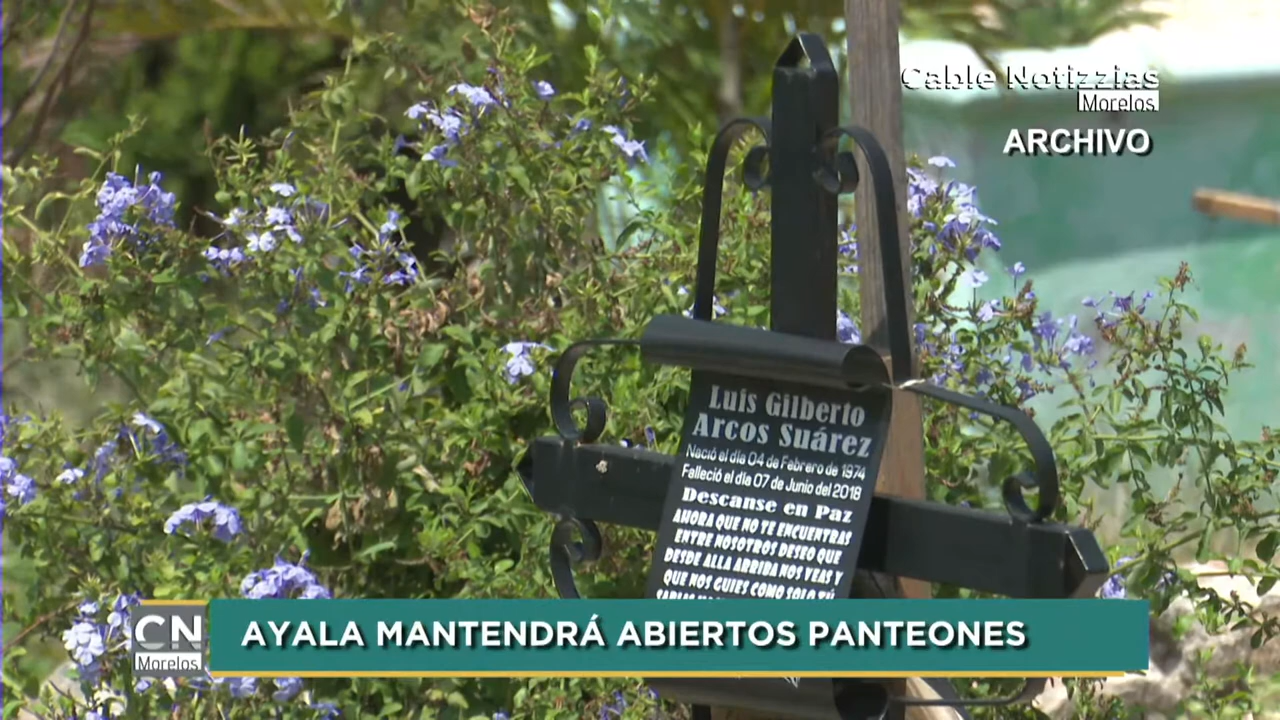 Cable Notizzias
Morelos
ARCHIVO
Luis Gilberto
Arcos Suárez
Nació el día 04 de Febrero de 1974
Falleció el día 07 de Junio del 2018
Descanse en Paz
AHORA QUE NO TE ENCUENTRAS
ENTRE NOSOTROS DESEO QUE
DESDE ALLA ARRIBA NOS VEAS Y
QUE NOS GUIES COMO SOLO TÚ
CN
Morelos
AYALA MANTENDRÁ ABIERTOS PANTEONES